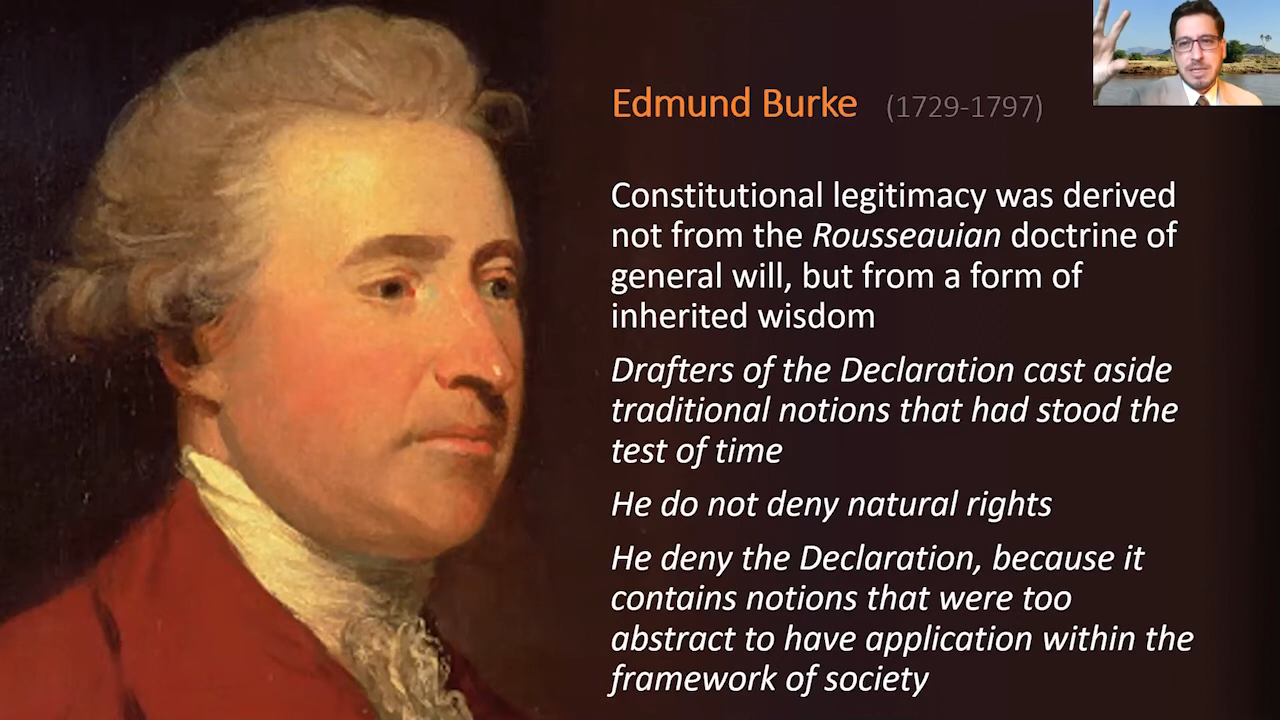 Edmund Burke (1729-1797)
Constitutional legitimacy was derived
not from the Rousseauian doctrine of
general will, but from a form of
inherited wisdom
Drafters of the Declaration cast aside
traditional notions that had stood the
test of time
He do not deny natural rights
He deny the Declaration, because it
contains notions that were too
abstract to have application within the
framework of society